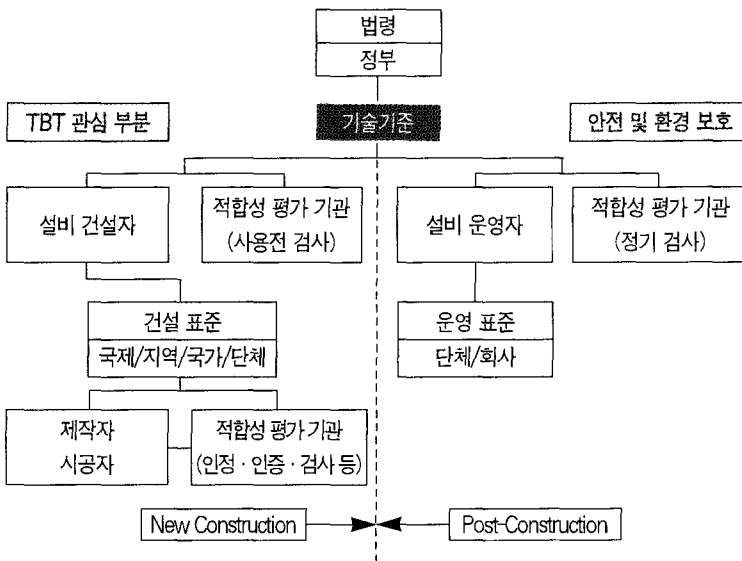 법령
정부
TBT 관심 부분
기술기준
안전 및 환경 보호
설비 건설자
적합성 평가 기관
(사용전 검사)
설비 운영자
적합성 평가 기관
(정기 검사)
건설 표준
국제/지역/국가/단체
운영 표준
단체/회사
제작자
시공자
적합성 평가 기관
(인정·인증·검사 등)
New Construction
Post-Construction